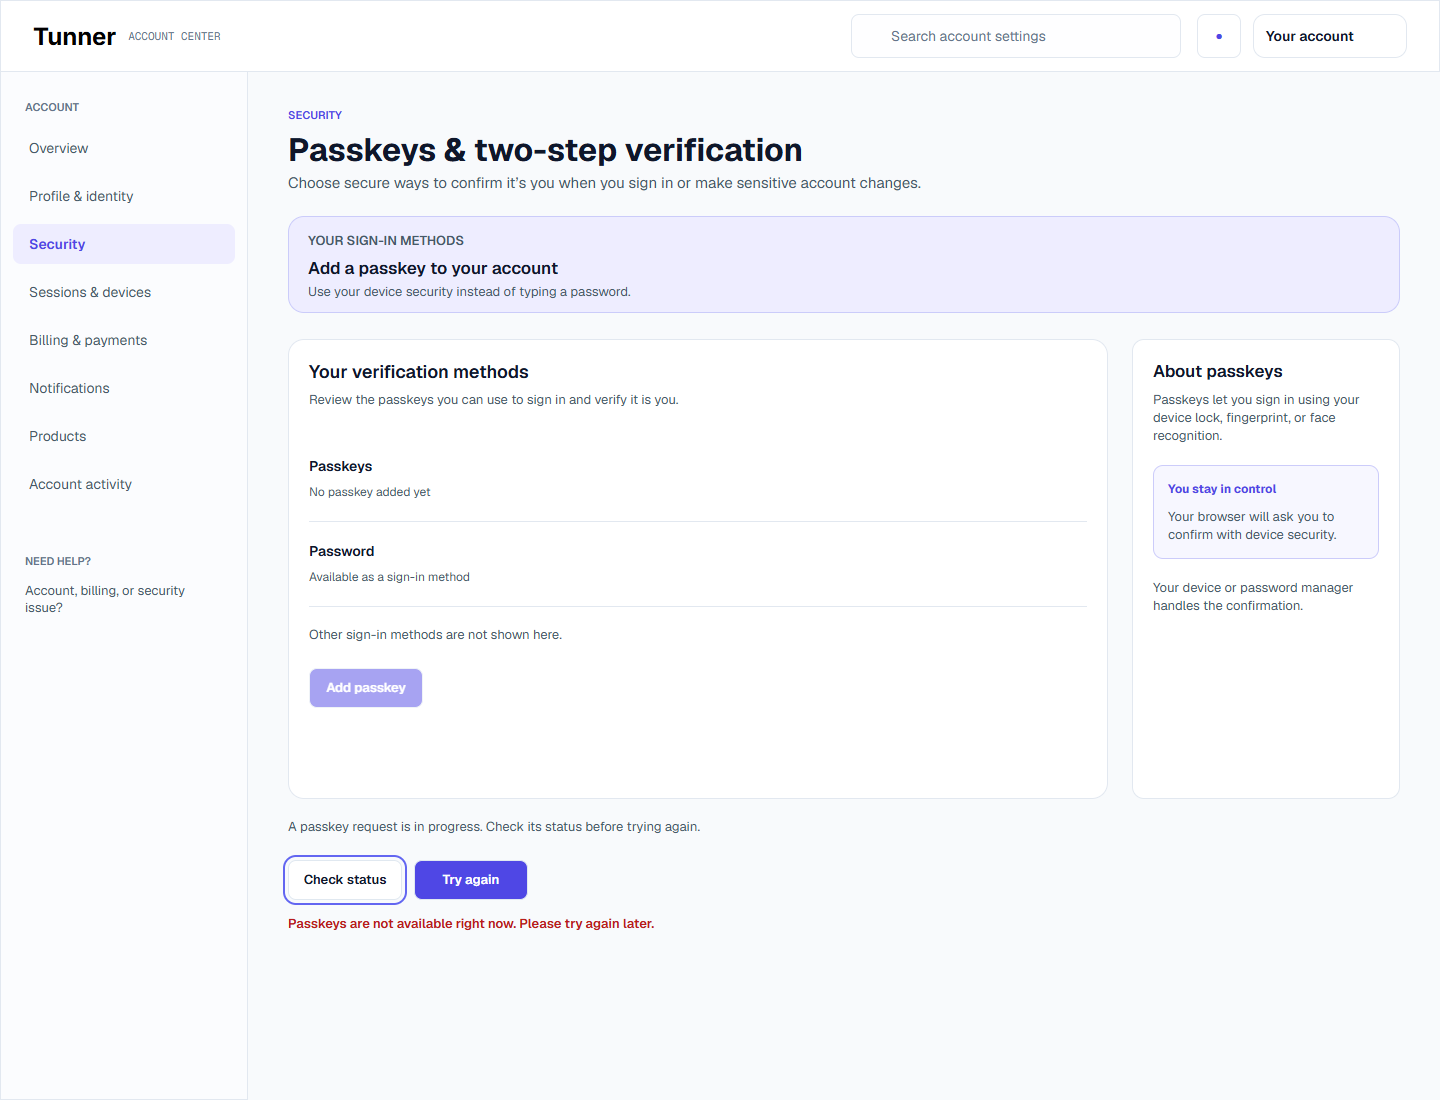 Tunner ACCOUNT CENTER
Search account settings
Your account
ACCOUNT
Overview
Profile & identity
Security
Sessions & devices
Billing & payments
Notifications
Products
Account activity
NEED HELP?
Account, billing, or security
issue?
SECURITY
Passkeys & two-step verification
Choose secure ways to confirm it’s you when you sign in or make sensitive account changes.
YOUR SIGN-IN METHODS
Add a passkey to your account
Use your device security instead of typing a password.
Your verification methods
Review the passkeys you can use to sign in and verify it is you.
Passkeys
No passkey added yet
Password
Available as a sign-in method
Other sign-in methods are not shown here.
Add passkey
About passkeys
Passkeys let you sign in using your
device lock, fingerprint, or face
recognition.
You stay in control
Your browser will ask you to
confirm with device security.
Your device or password manager
handles the confirmation.
A passkey request is in progress. Check its status before trying again.
Check status
Try again
Passkeys are not available right now. Please try again later.